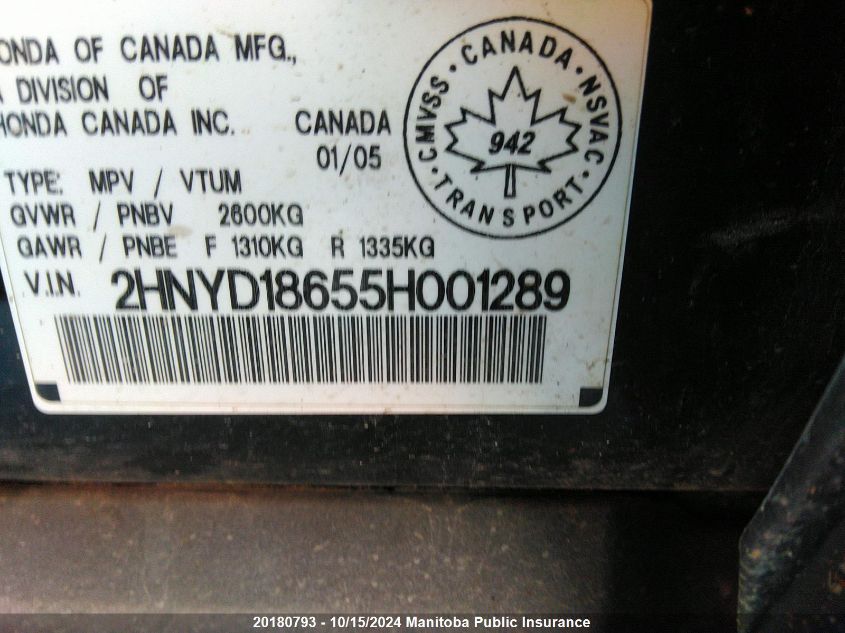 ONDA OF CANADA MFG.,
A DIVISION OF
HONDA CANADA INC. CANADA
01/05
TYPE: MPV / VTUM
GVWR / PNBV 2600KG
GAWR / PNBE F 1310KG R 1335KG
V.I.N. 2HNYD18655H001289
CMVSS · CANADA · NSVAC · TRANSPORT ·
942
20180793 - 10/15/2024 Manitoba Public Insurance